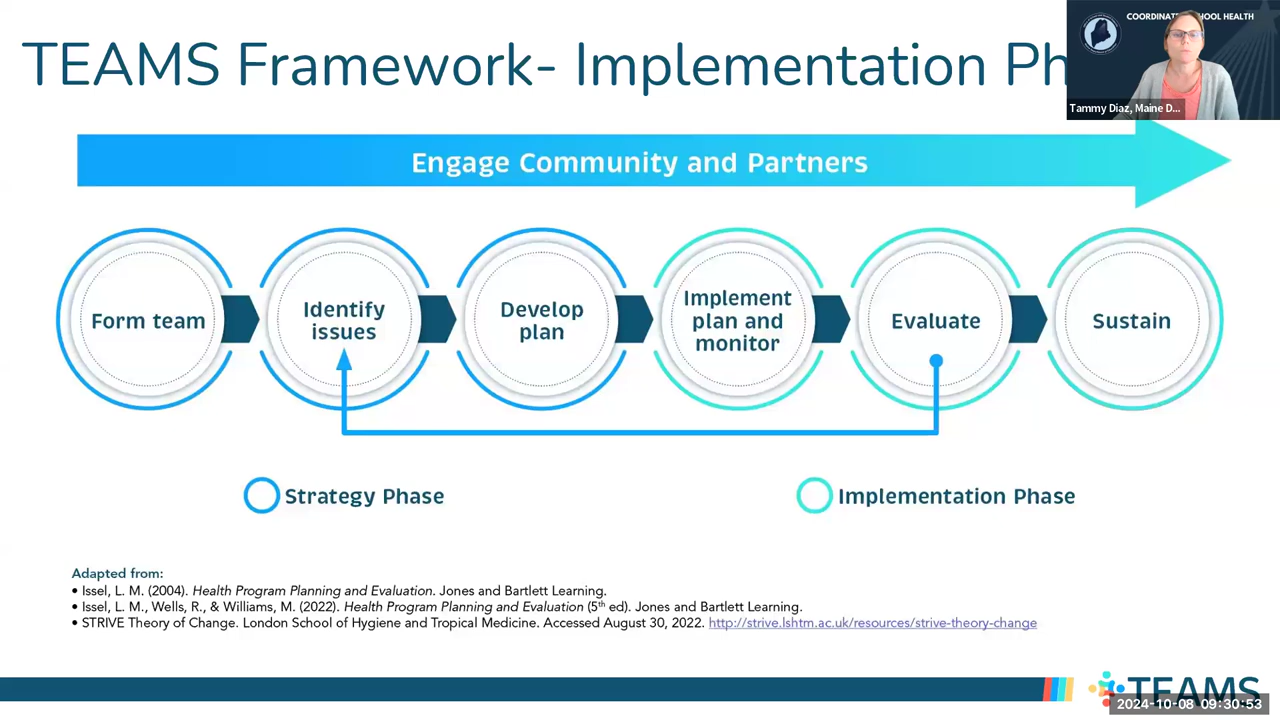 TEAMS Framework- Implementation Ph
COORDINAT SCHOOL HEALTH
Tammy Diaz, Maine D...
Engage Community and Partners
Form team
Identify
issues
Develop
plan
Implement
plan and
monitor
Evaluate
Sustain
Strategy Phase
Implementation Phase
Adapted from:
• Issel, L. M. (2004). Health Program Planning and Evaluation. Jones and Bartlett Learning.
• Issel, L. M., Wells, R., & Williams, M. (2022). Health Program Planning and Evaluation (5th ed). Jones and Bartlett Learning.
• STRIVE Theory of Change. London School of Hygiene and Tropical Medicine. Accessed August 30, 2022. http://strive.lshtm.ac.uk/resources/strive-theory-change
TEAMS
2024-10-08 09:30:53